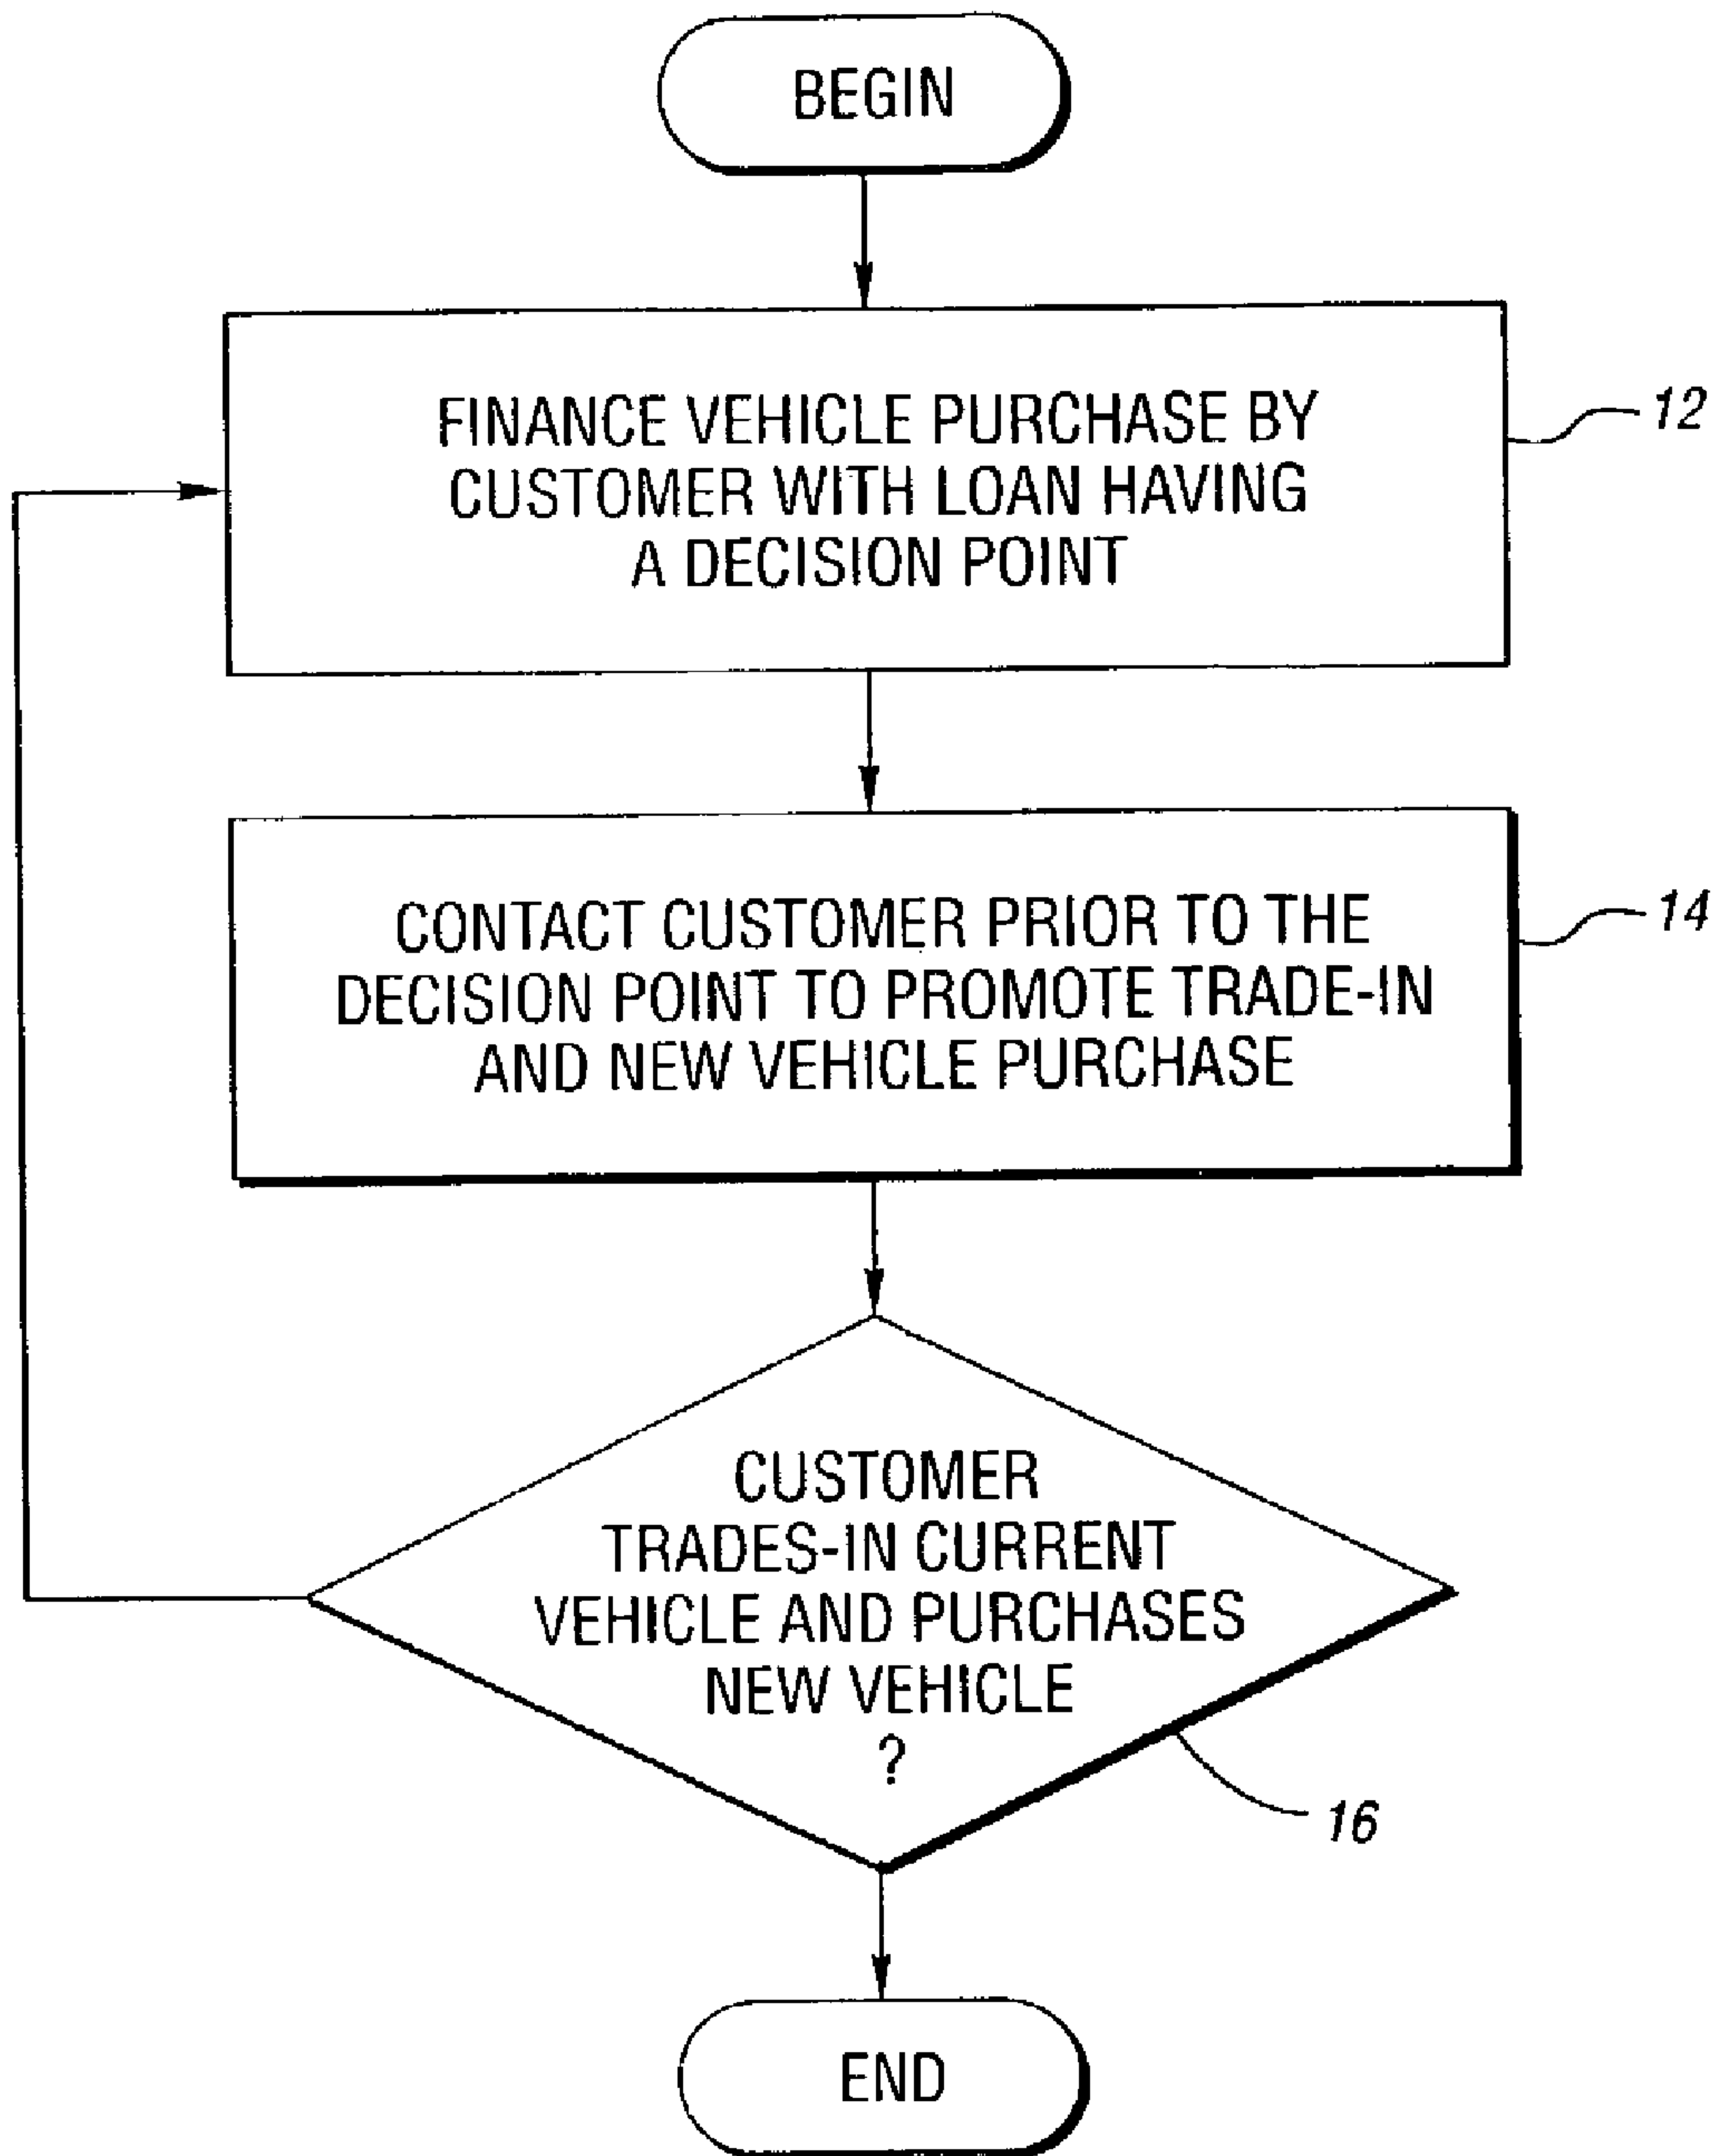 BEGIN
FINANCE VEHICLE PURCHASE BY
CUSTOMER WITH LOAN HAVING
A DECISION POINT
12
CONTACT CUSTOMER PRIOR TO THE
DECISION POINT TO PROMOTE TRADE-IN
AND NEW VEHICLE PURCHASE
14
CUSTOMER
TRADES-IN CURRENT
VEHICLE AND PURCHASES
NEW VEHICLE
?
16
END